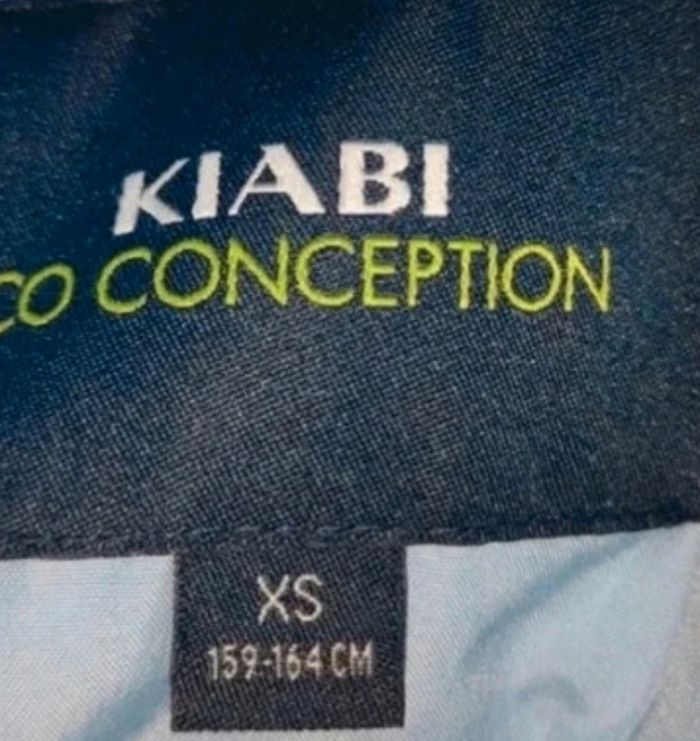 KIABI
CO CONCEPTION
XS
159-164 CM